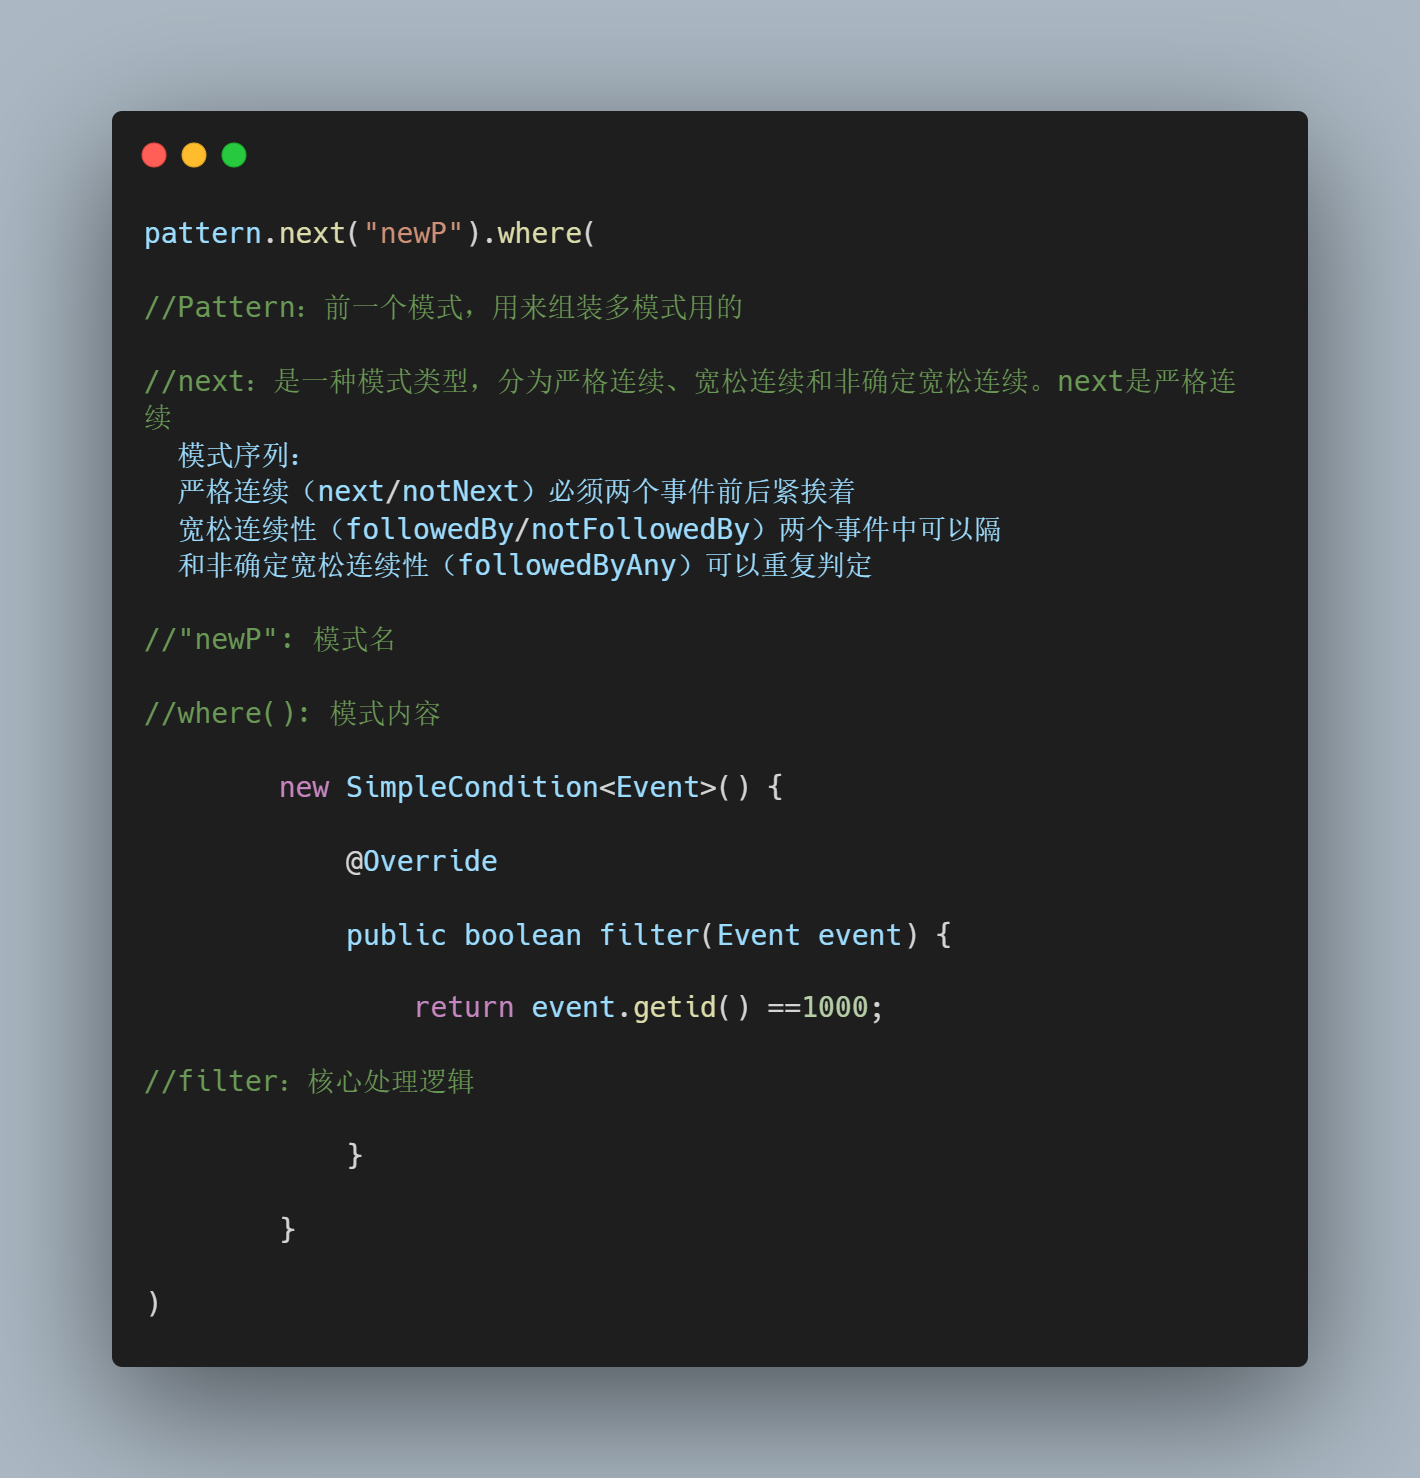 pattern.next("newP").where(
//Pattern：前一个模式，用来组装多模式用的
//next：是一种模式类型，分为严格连续、宽松连续和非确定宽松连续。next是严格连
续
模式序列：
严格连续（next/notNext）必须两个事件前后紧挨着
宽松连续性（followedBy/notFollowedBy）两个事件中可以隔
和非确定宽松连续性（followedByAny）可以重复判定
//"newP": 模式名
//where(): 模式内容
new SimpleCondition<Event>() {
@Override
public boolean filter(Event event) {
return event.getid() ==1000;
//filter：核心处理逻辑
}
}
)